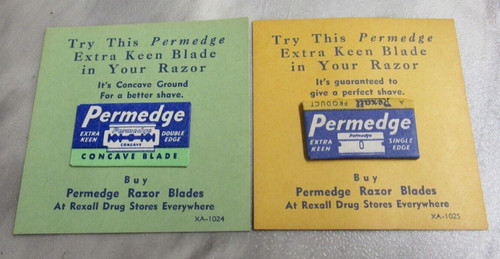 Try This Permedge
Extra Keen Blade
in Your Razor
It's Concave Ground
For a better shave.
Permedge
EXTRA KEEN
Permedge
CONCAVE
DOUBLE EDGE
CONCAVE BLADE
Buy
Permedge Razor Blades
At Rexall Drug Stores Everywhere
XA-1024
Try This Permedge
Extra Keen Blade
in Your Razor
It's guaranteed to
give a perfect shave.
A Rexall PRODUCT
Permedge
EXTRA KEEN
Permedge
SINGLE EDGE
Buy
Permedge Razor Blades
At Rexall Drug Stores Everywhere
XA-1025